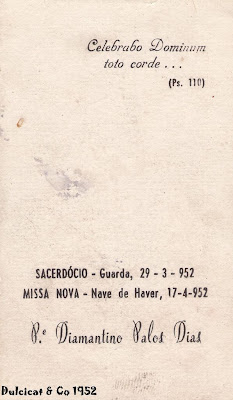 Celebrabo Dominum
toto corde...
(Ps. 110)
SACERDÓCIO - Guarda, 29 - 3 - 952
MISSA NOVA - Nave de Haver, 17-4-952
P.e Diamantino Palos Dias
Dulcicat & Co 1952